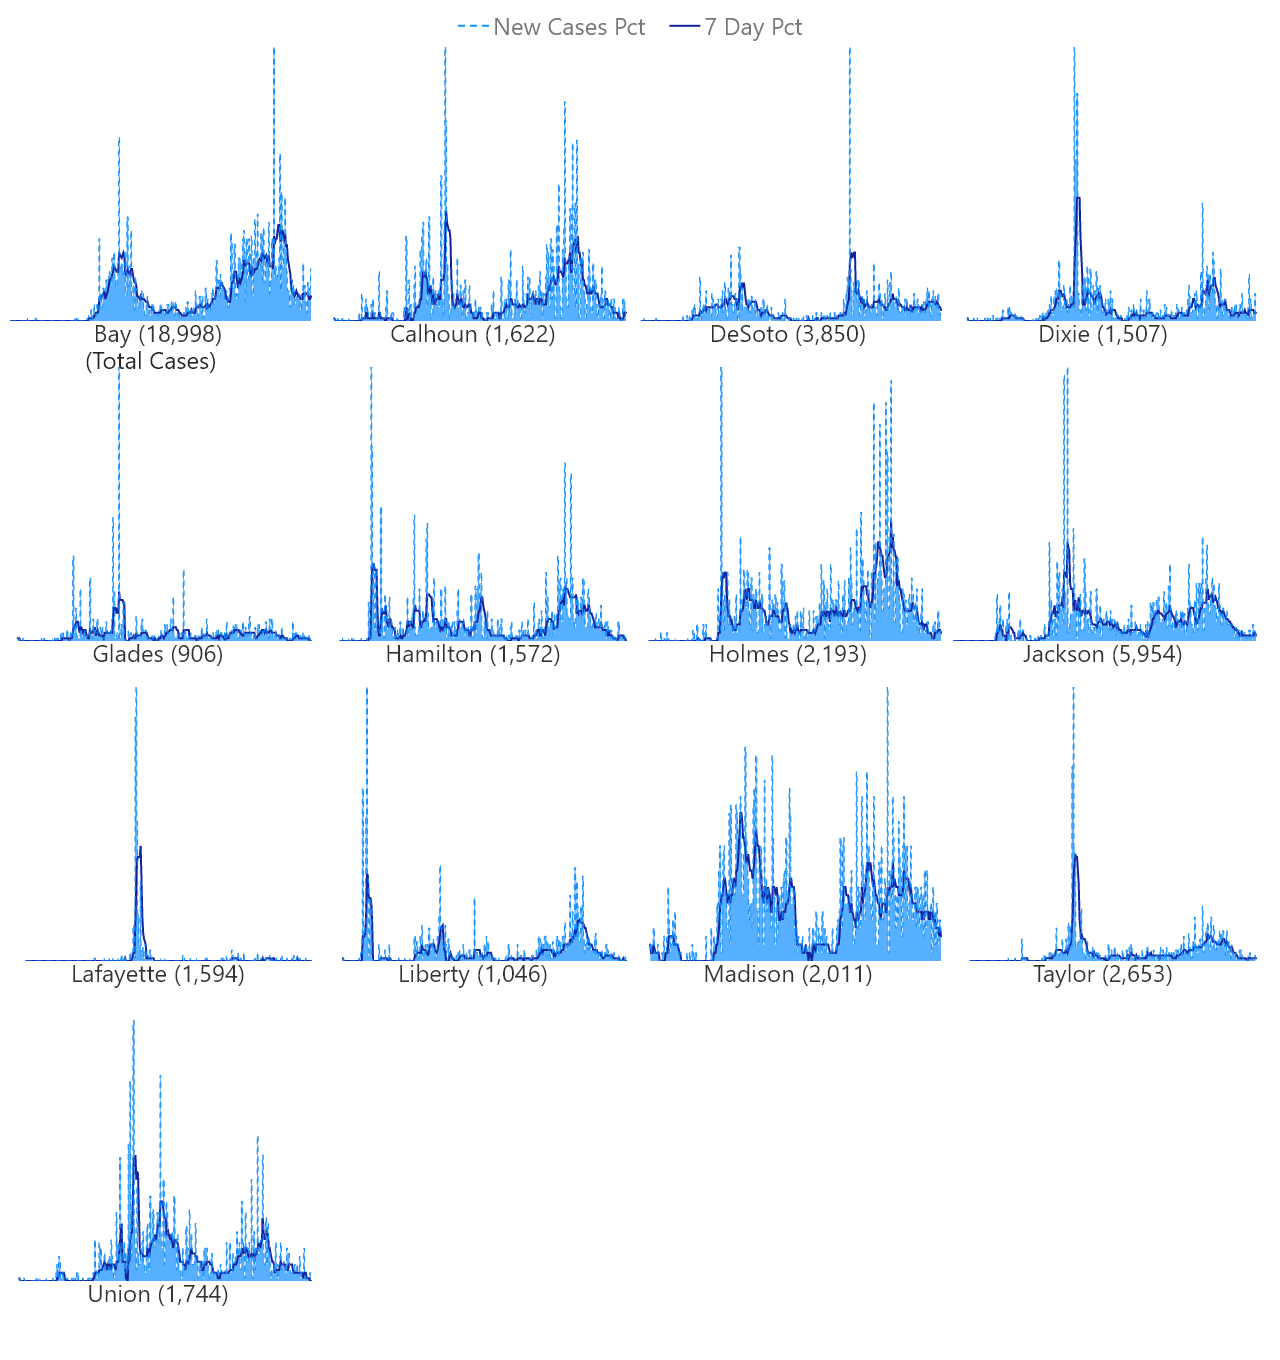 New Cases Pct 7 Day Pct
Bay (18,998)
(Total Cases)
Calhoun (1,622)
DeSoto (3,850)
Dixie (1,507)
Glades (906)
Hamilton (1,572)
Holmes (2,193)
Jackson (5,954)
Lafayette (1,594)
Liberty (1,046)
Madison (2,011)
Taylor (2,653)
Union (1,744)